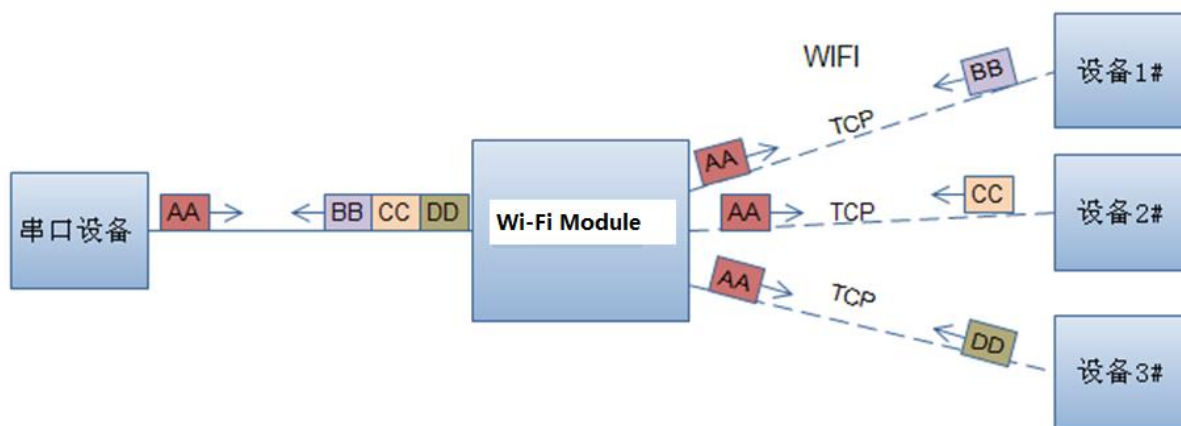 WIFI
BB
设备1#
TCP
AA
串口设备
AA
BB CC DD
Wi-Fi Module
AA
TCP
CC
设备2#
AA
TCP
DD
设备3#